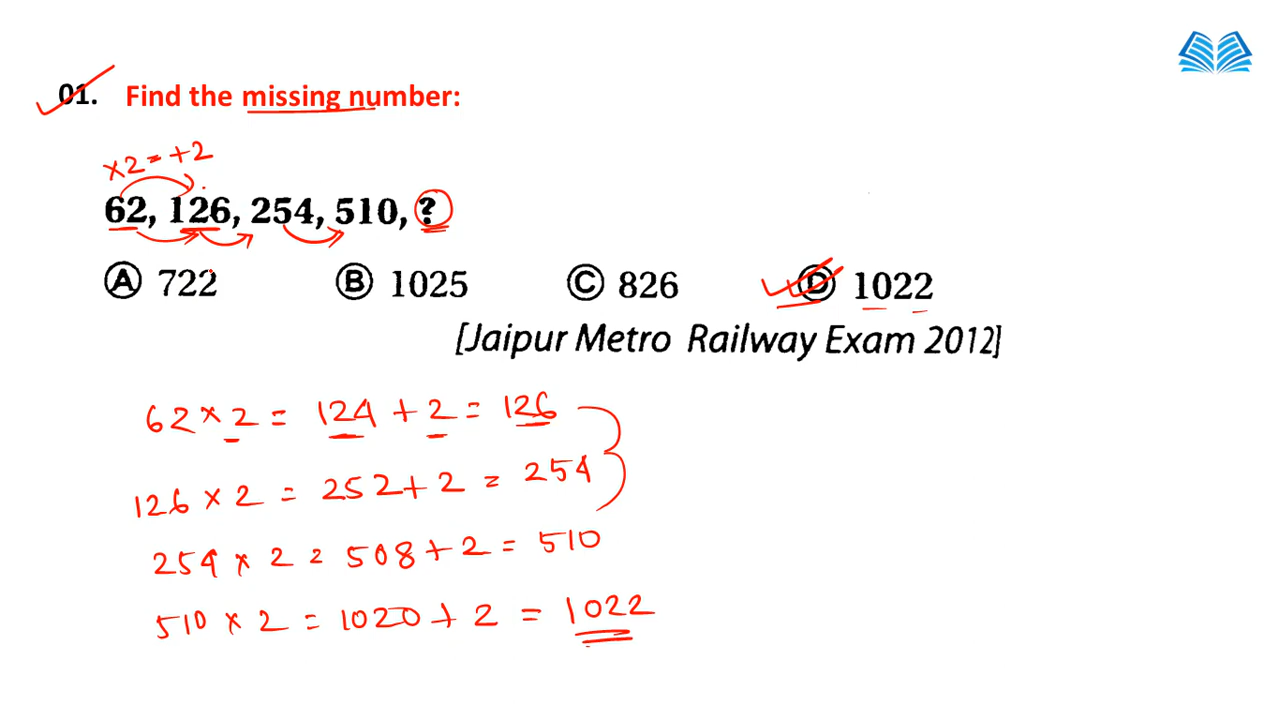 01. Find the missing number:
×2 = +2
62, 126, 254, 510, ?
A 722 B 1025 C 826 D 1022
[Jaipur Metro Railway Exam 2012]
62 × 2 = 124 + 2 = 126
126 × 2 = 252 + 2 = 254
254 × 2 = 508 + 2 = 510
510 × 2 = 1020 + 2 = 1022